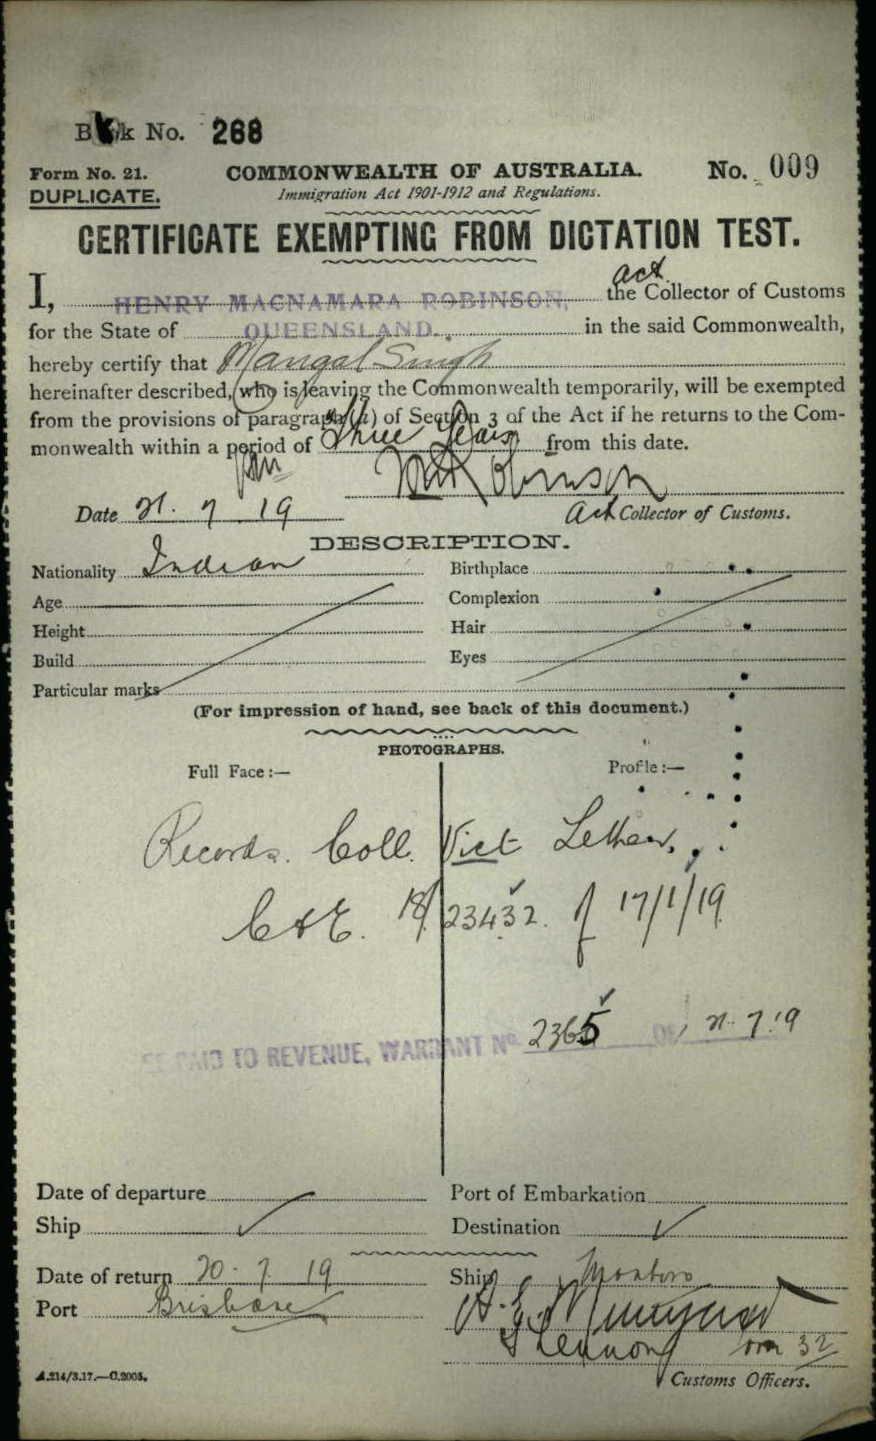 Book No. 268
Form No. 21. COMMONWEALTH OF AUSTRALIA. No. 009
DUPLICATE. Immigration Act 1901-1912 and Regulations.
CERTIFICATE EXEMPTING FROM DICTATION TEST.
act.
I, HENRY MACNAMARA ROBINSON, the Collector of Customs
for the State of QUEENSLAND. in the said Commonwealth,
hereby certify that Mangal Singh
hereinafter described, who is leaving the Commonwealth temporarily, will be exempted
from the provisions of paragraph (a) of Section 3 of the Act if he returns to the Com-
monwealth within a period of Three Years from this date.
Date 21. 7 19 Act Collector of Customs.
DESCRIPTION.
Nationality Indian Birthplace
Age Complexion
Height Hair
Build Eyes
Particular marks
(For impression of hand, see back of this document.)
PHOTOGRAPHS.
Full Face:— Profile:—
Records. Coll. Vict Letter,
C & E. 18/23432. of 17/1/19
PAID TO REVENUE, WARRANT No 2365 21. 7. 19
Date of departure Port of Embarkation
Ship Destination
Date of return 20. 7. 19 Ship
Port Brisbane
32
A.214/3.17.—C.2005. Customs Officers.